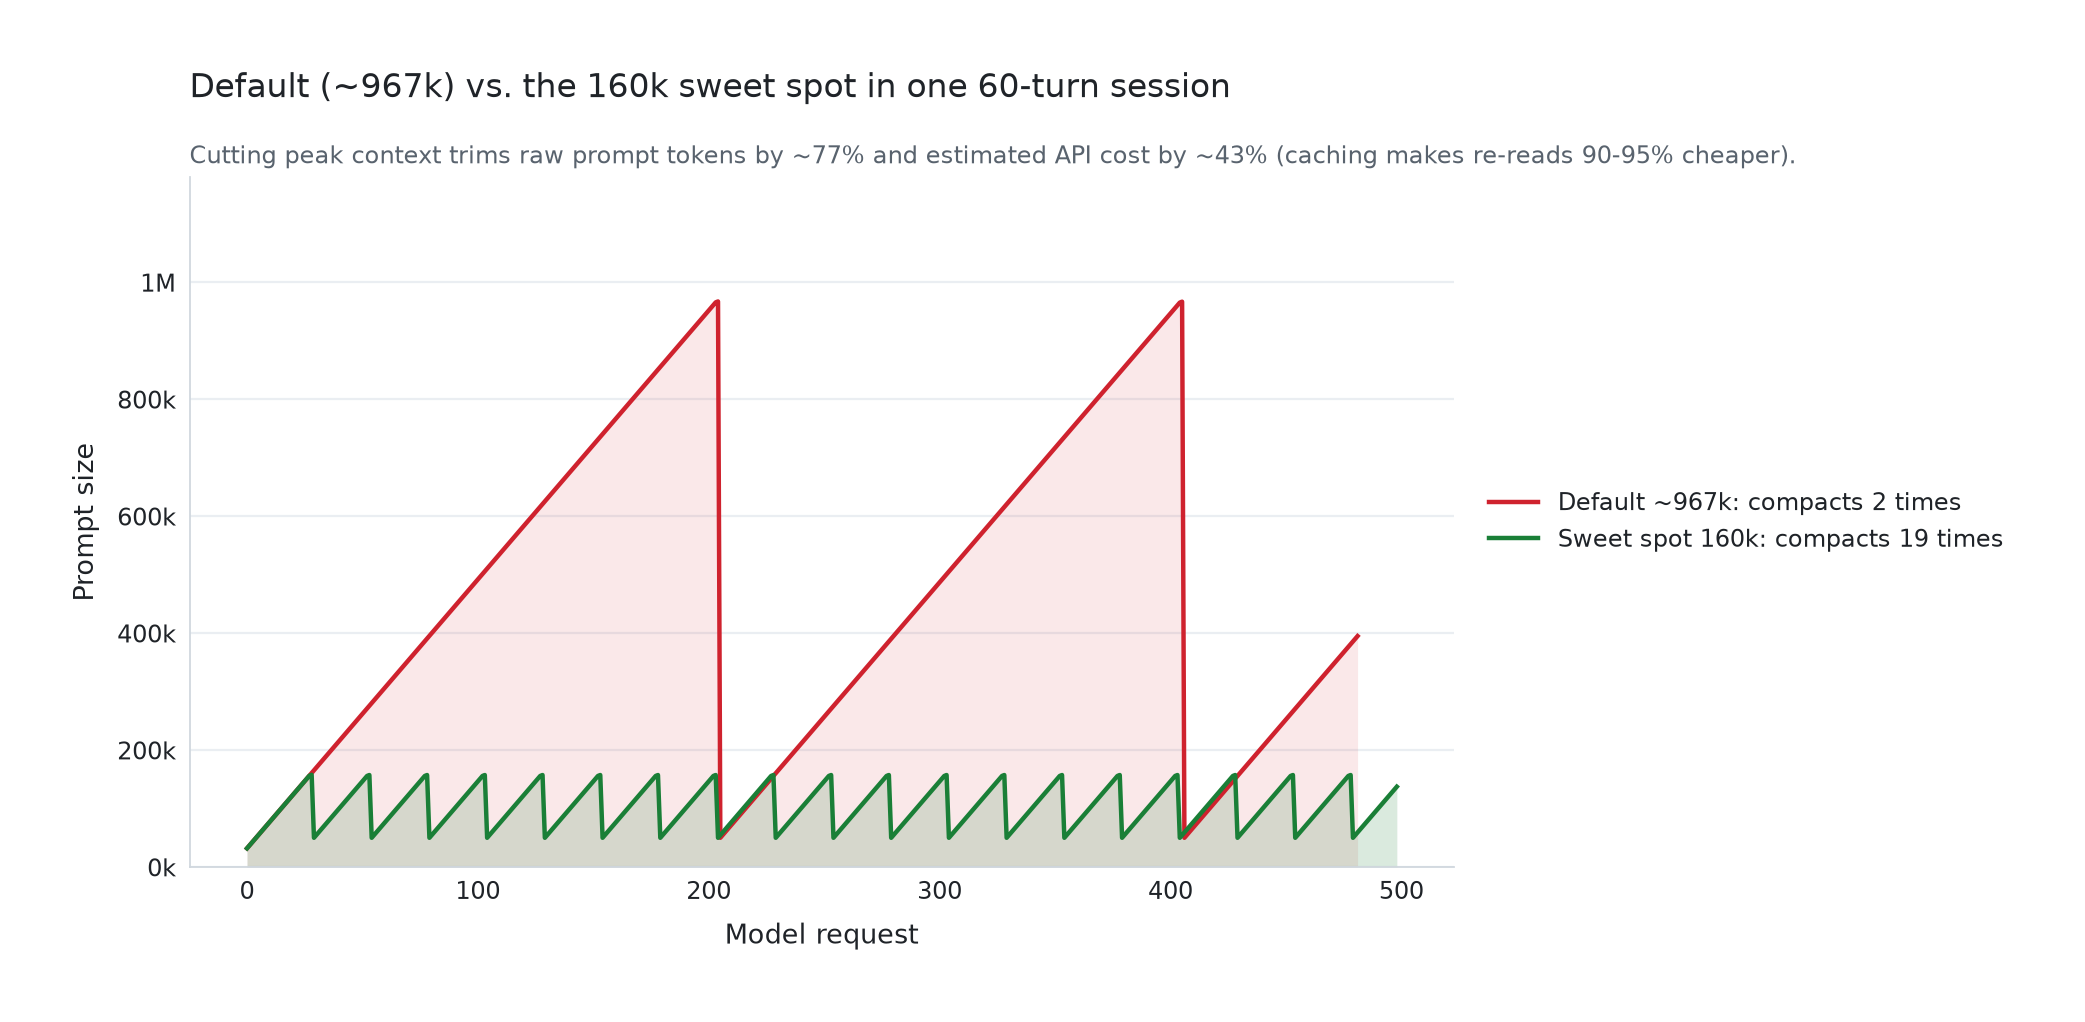 Default (~967k) vs. the 160k sweet spot in one 60-turn session
Cutting peak context trims raw prompt tokens by ~77% and estimated API cost by ~43% (caching makes re-reads 90-95% cheaper).
1M
800k
600k
400k
200k
0k
Prompt size
0 100 200 300 400 500
Model request
Default ~967k: compacts 2 times
Sweet spot 160k: compacts 19 times